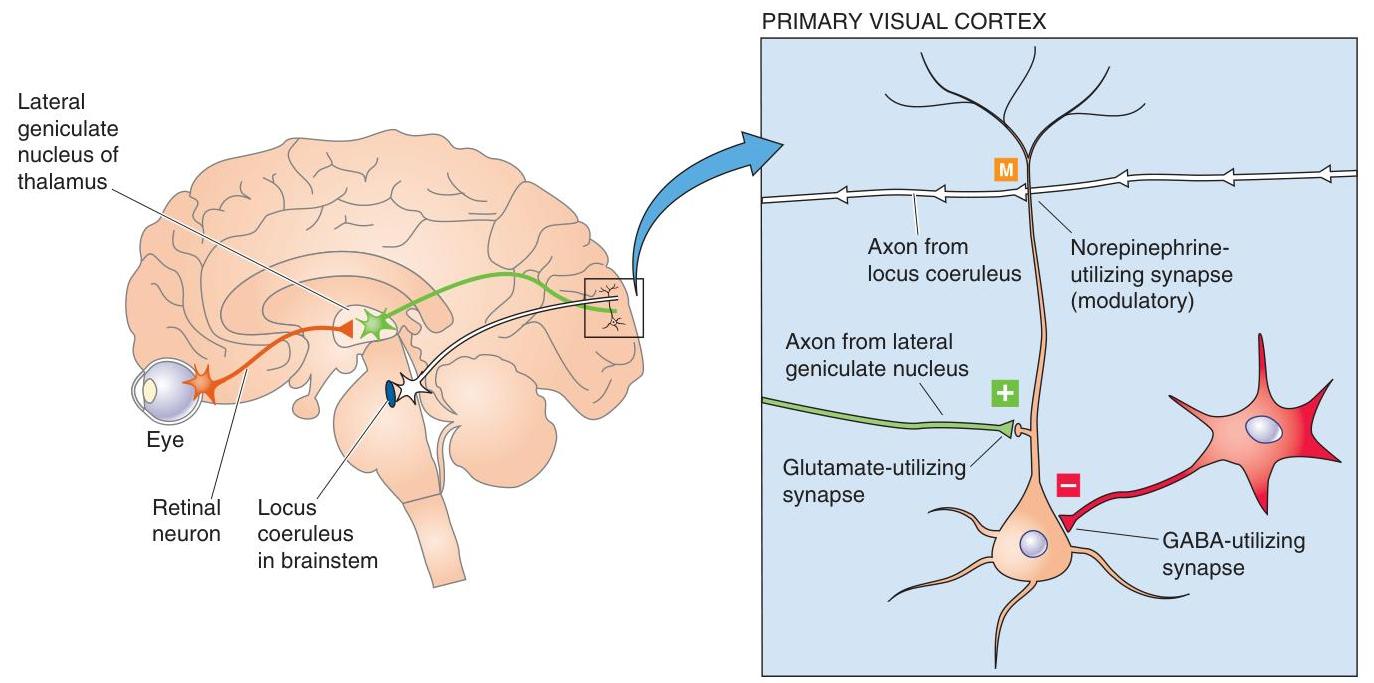 PRIMARY VISUAL CORTEX
Lateral
geniculate
nucleus of
thalamus
Eye
Retinal
neuron
Locus
coeruleus
in brainstem
M
Axon from
locus coeruleus
Norepinephrine-
utilizing synapse
(modulatory)
Axon from lateral
geniculate nucleus
+
Glutamate-utilizing
synapse
−
GABA-utilizing
synapse